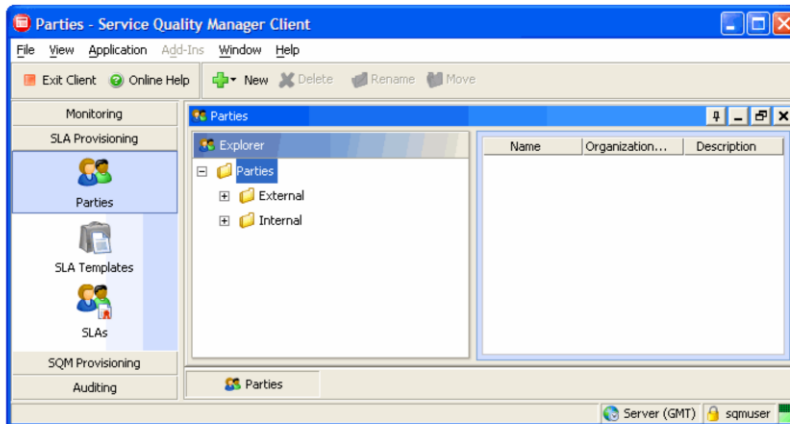 Parties - Service Quality Manager Client
File View Application Add-Ins Window Help
Exit Client Online Help New Delete Rename Move
Monitoring
SLA Provisioning
Parties
SLA Templates
SLAs
SQM Provisioning
Auditing
Parties
Explorer
Parties
External
Internal
Name Organization... Description
Parties
Server (GMT) sqmuser